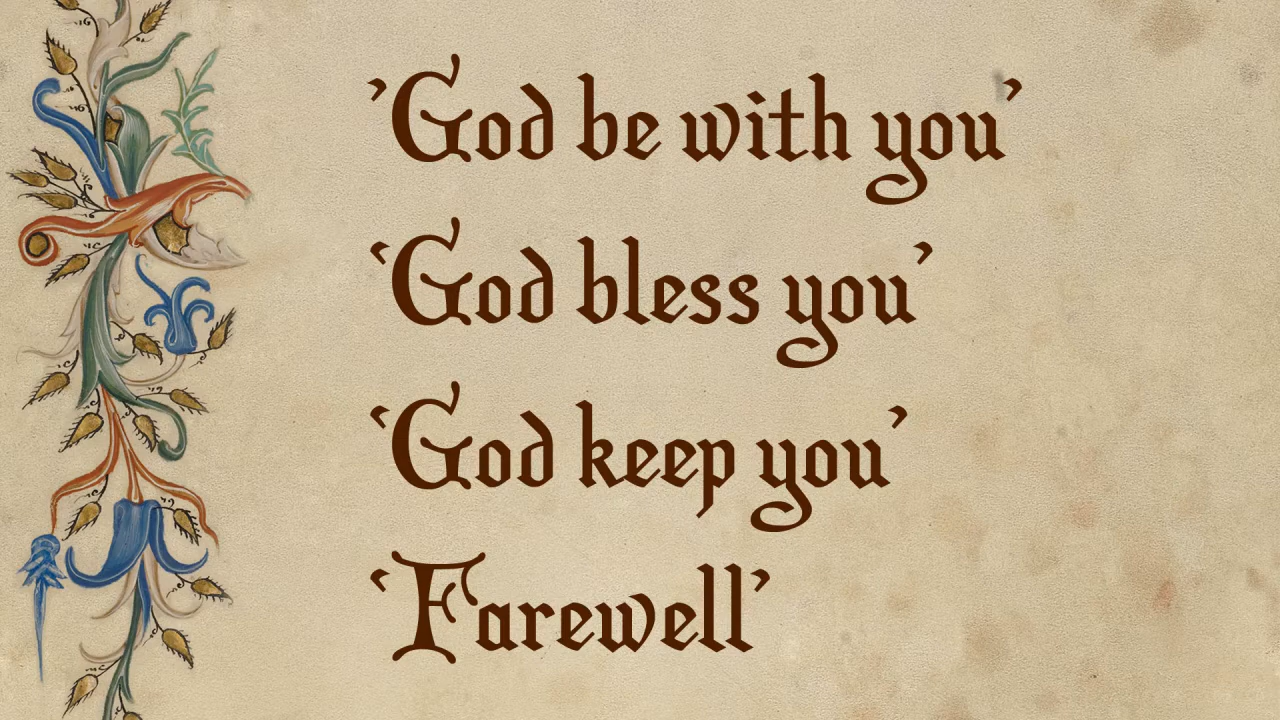 ’God be with you’
‘God bless you’
‘God keep you’
‘Farewell’